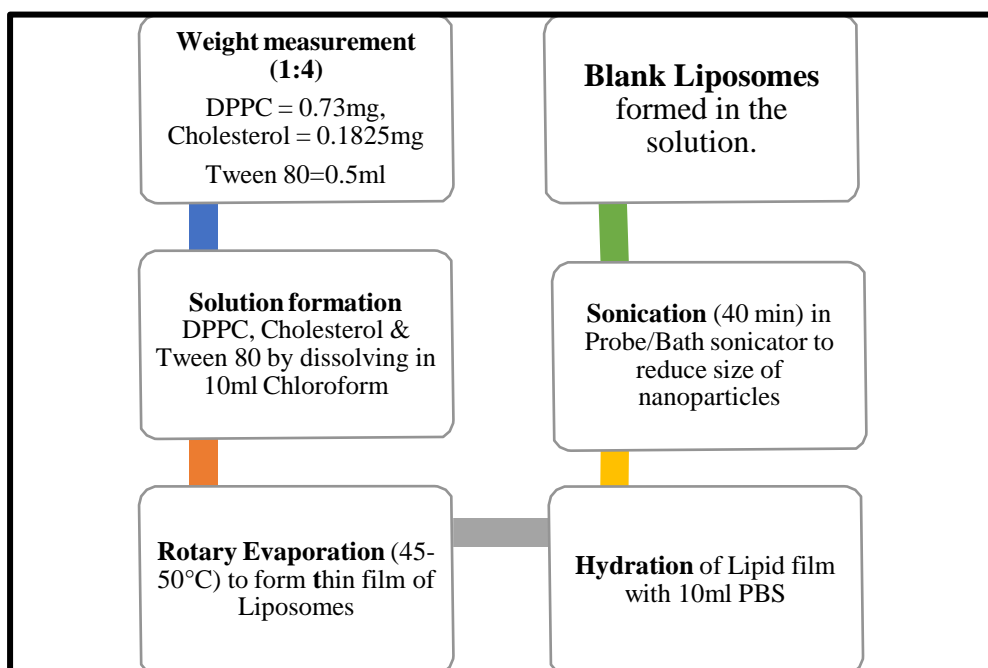 Weight measurement
(1:4)
DPPC = 0.73mg,
Cholesterol = 0.1825mg
Tween 80=0.5ml
Solution formation
DPPC, Cholesterol &
Tween 80 by dissolving in
10ml Chloroform
Rotary Evaporation (45-
50°C) to form thin film of
Liposomes
Hydration of Lipid film
with 10ml PBS
Sonication (40 min) in
Probe/Bath sonicator to
reduce size of
nanoparticles
Blank Liposomes
formed in the
solution.